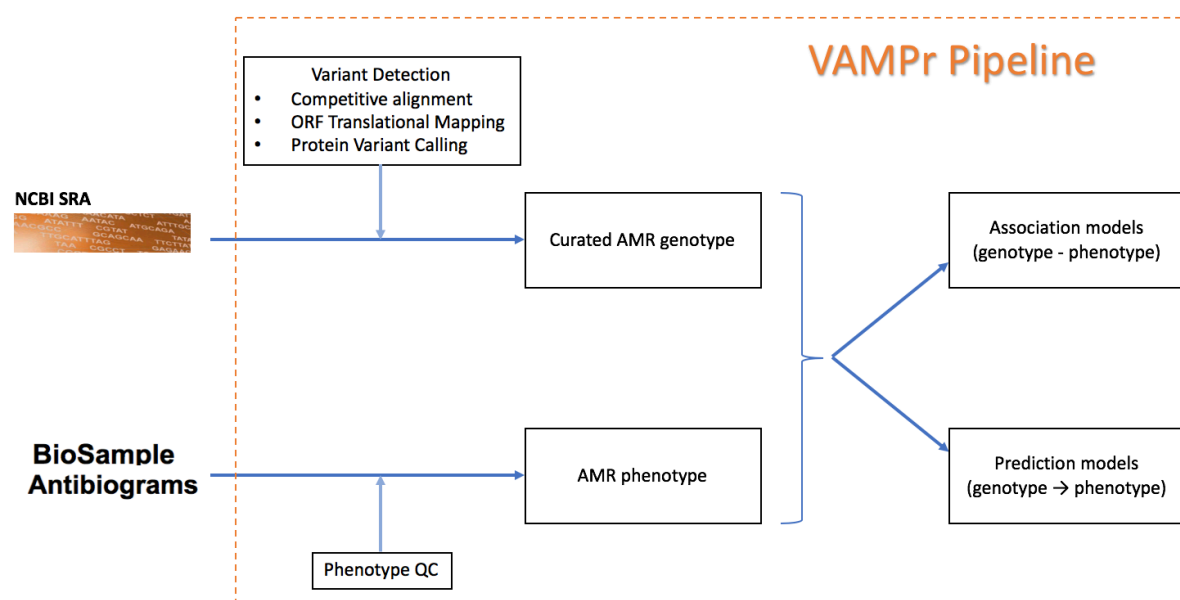 VAMPr Pipeline
Variant Detection
• Competitive alignment
• ORF Translational Mapping
• Protein Variant Calling
NCBI SRA
Curated AMR genotype
Association models
(genotype - phenotype)
BioSample
Antibiograms
AMR phenotype
Prediction models
(genotype → phenotype)
Phenotype QC